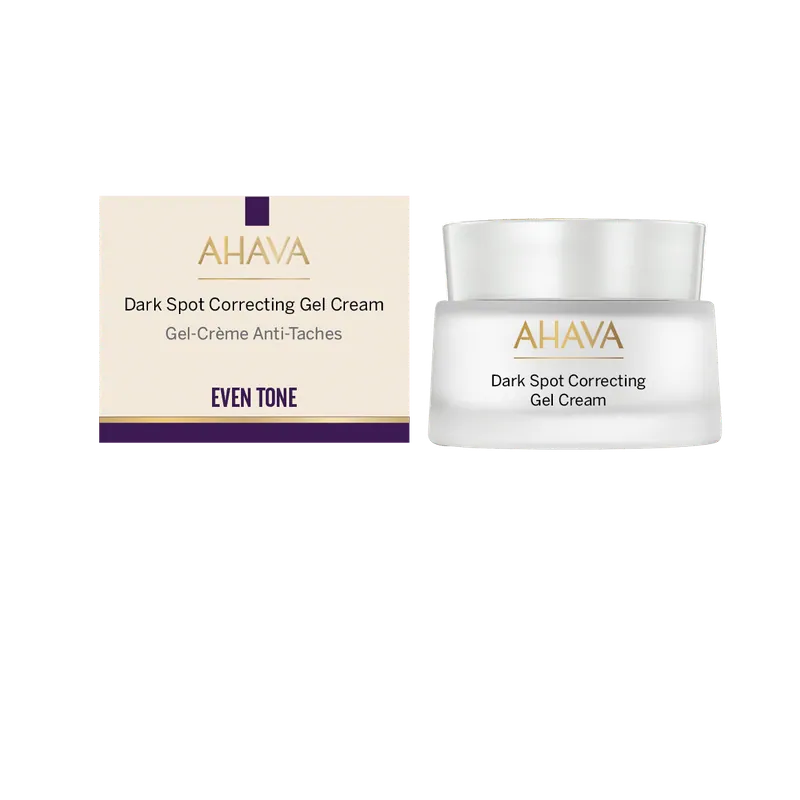 AHAVA
Dark Spot Correcting Gel Cream
Gel-Crème Anti-Taches
EVEN TONE
AHAVA
Dark Spot Correcting
Gel Cream